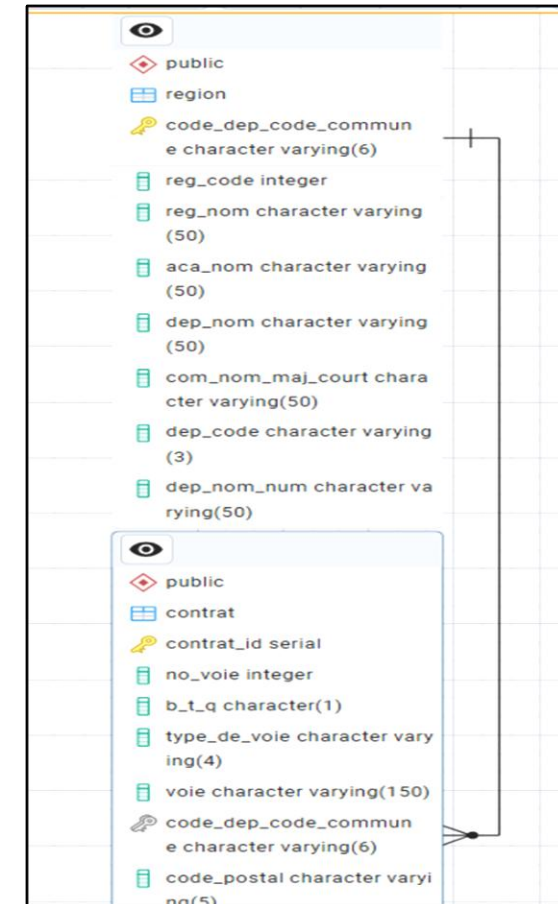 public
region
code_dep_code_commun
e character varying(6)
reg_code integer
reg_nom character varying
(50)
aca_nom character varying
(50)
dep_nom character varying
(50)
com_nom_maj_court chara
cter varying(50)
dep_code character varying
(3)
dep_nom_num character va
rying(50)
public
contrat
contrat_id serial
no_voie integer
b_t_q character(1)
type_de_voie character vary
ing(4)
voie character varying(150)
code_dep_code_commun
e character varying(6)
code_postal character varyi
ng(5)